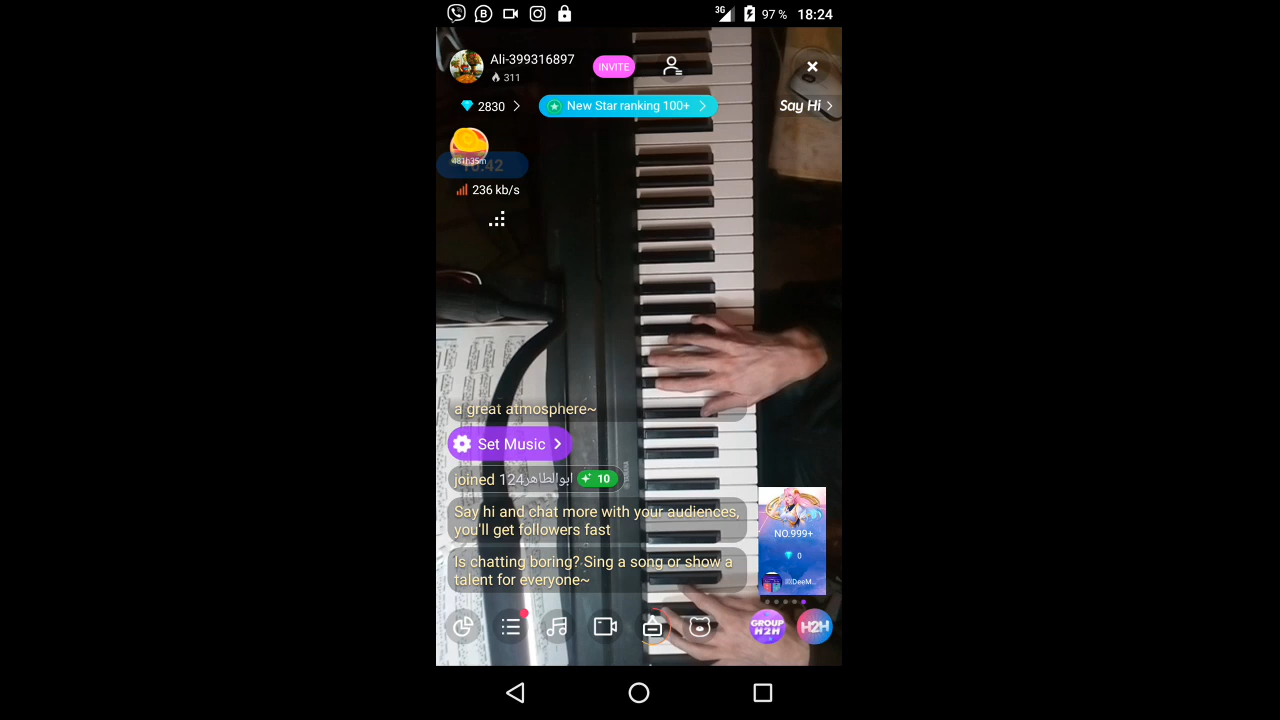 3G 97 % 18:24
Ali-399316897
311
INVITE
2830
New Star ranking 100+
Say Hi
481h35m
236 kb/s
a great atmosphere~
Set Music
joined ابوالطاهر124 10
Say hi and chat more with your audiences,
you'll get followers fast
Is chatting boring? Sing a song or show a
talent for everyone~
NO.999+
0
GROUP
H2H
H2H